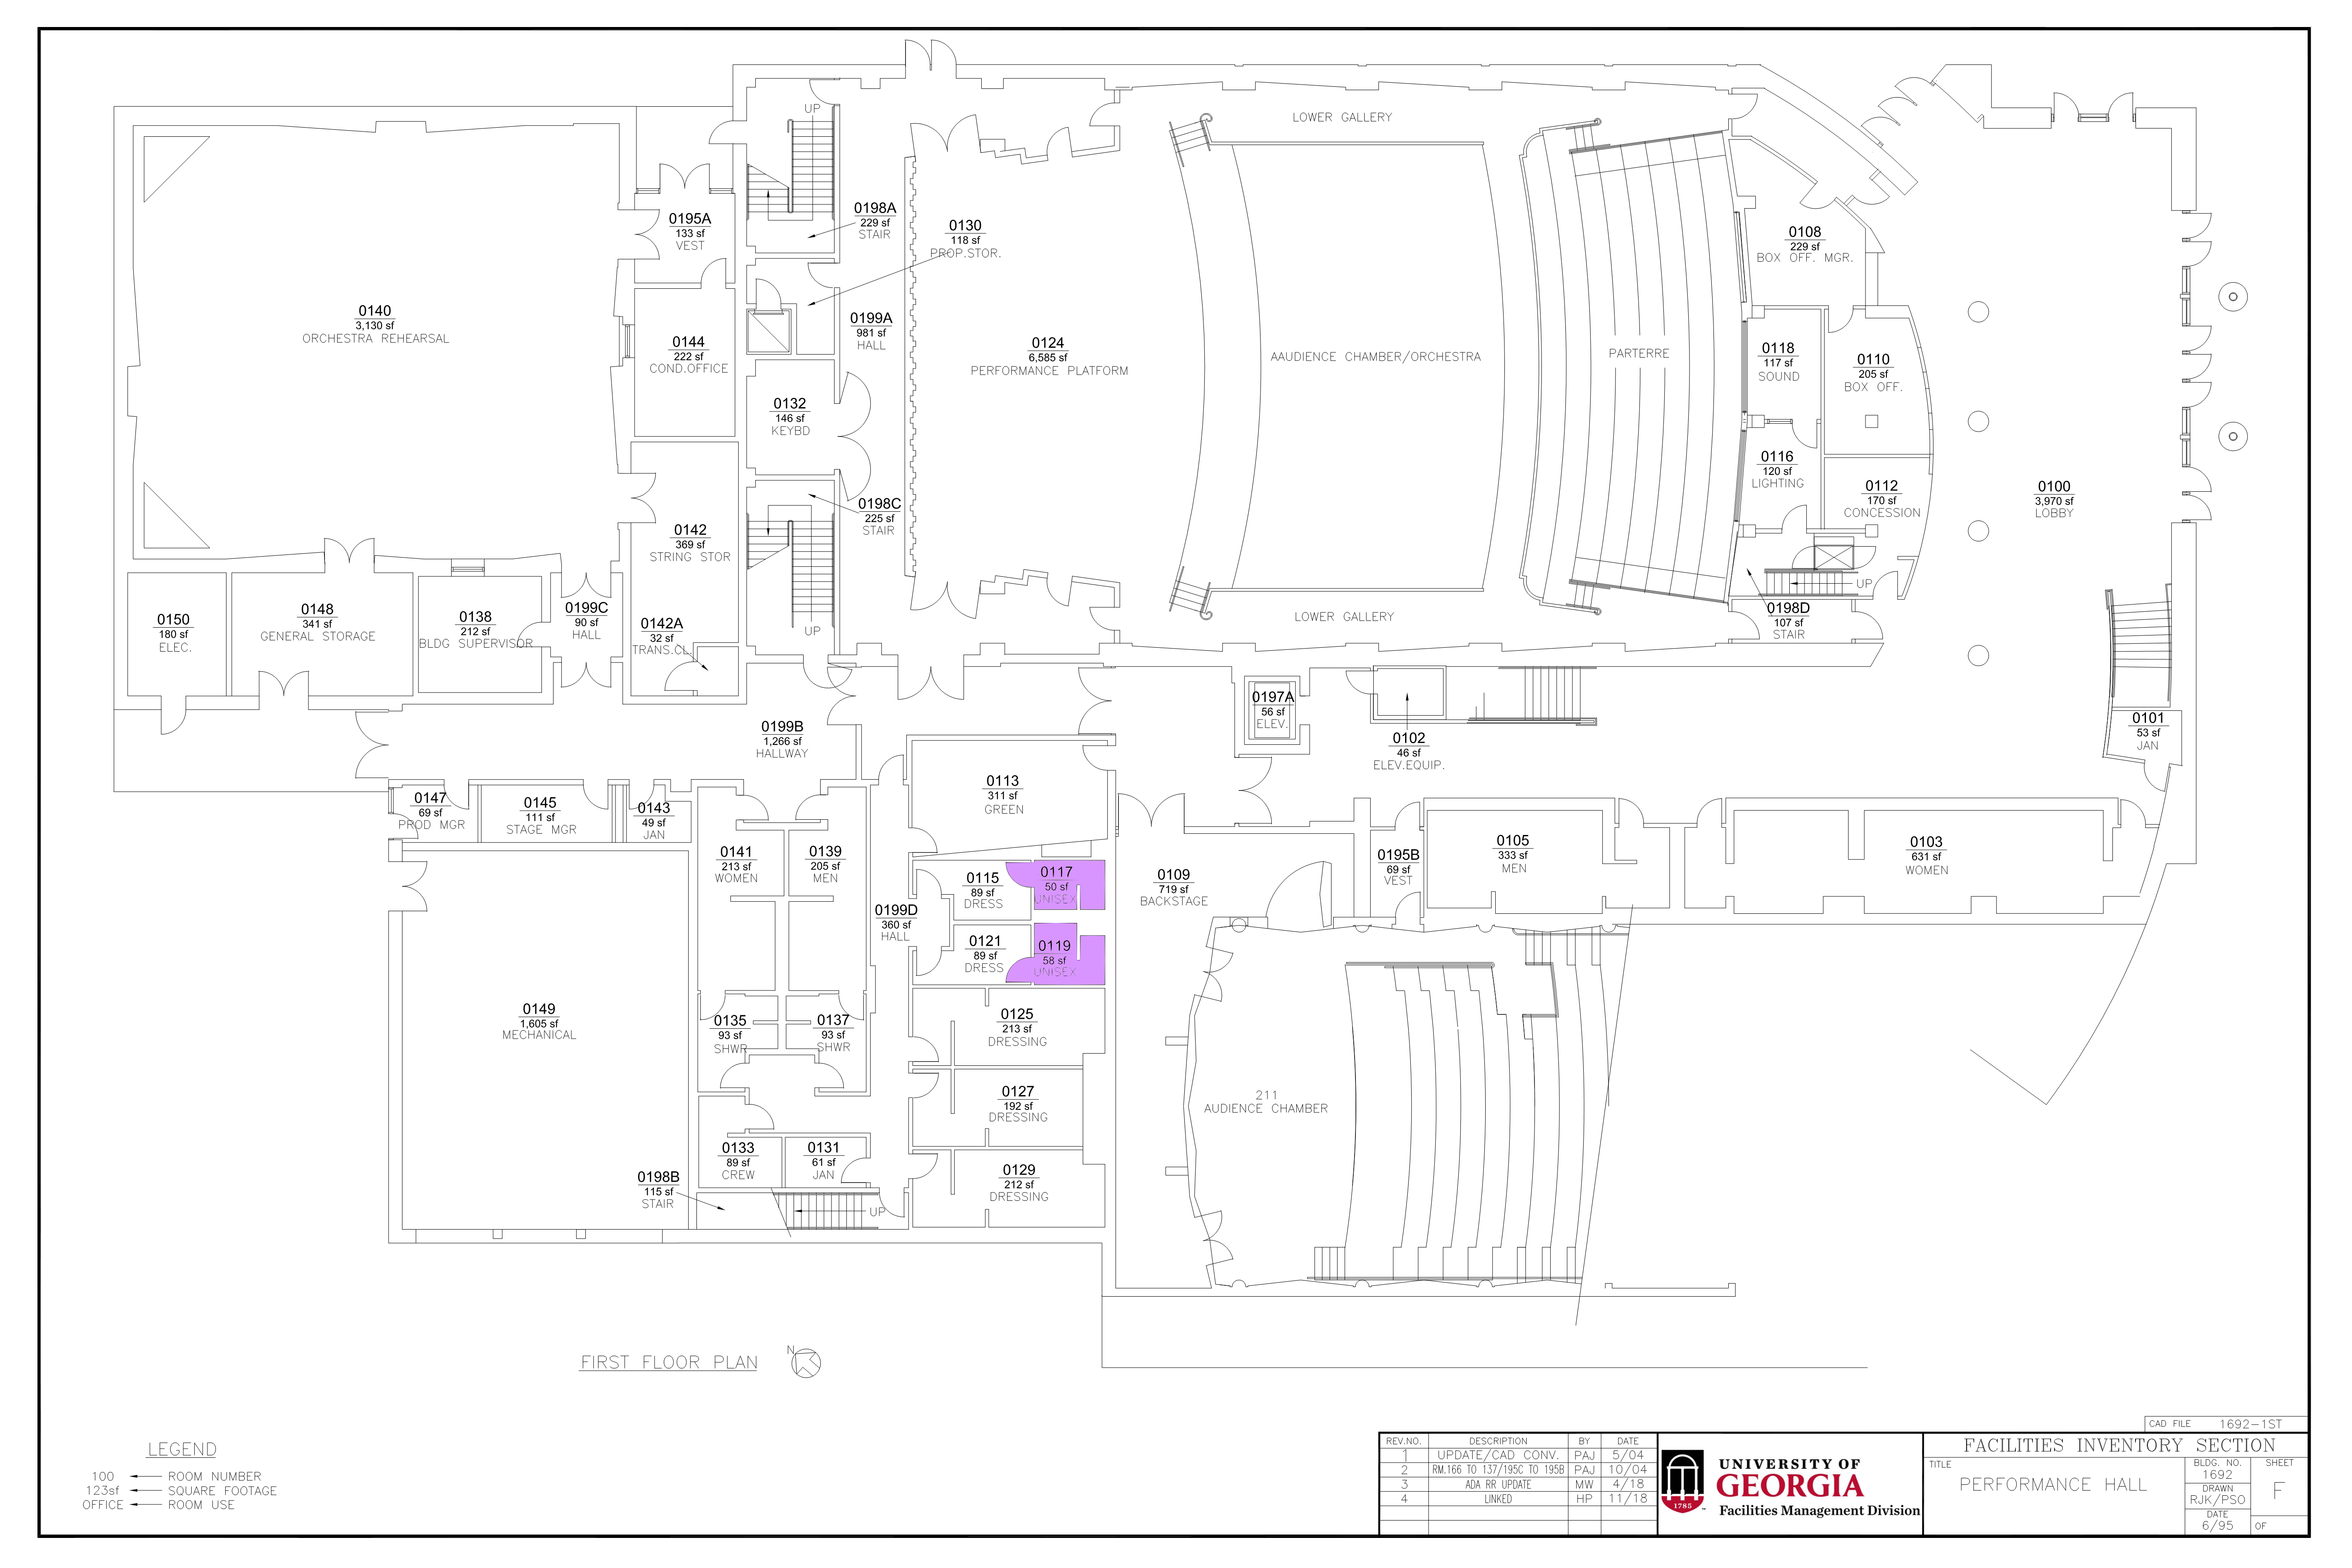 LOWER GALLERY
UP
0195A
133 sf
VEST
0198A
229 sf
STAIR
0130
118 sf
PROP.STOR.
0108
229 sf
BOX OFF. MGR.
0140
3,130 sf
ORCHESTRA REHEARSAL
0144
222 sf
COND.OFFICE
0199A
981 sf
HALL
0124
6,585 sf
PERFORMANCE PLATFORM
AAUDIENCE CHAMBER/ORCHESTRA
PARTERRE
0118
117 sf
SOUND
0110
205 sf
BOX OFF.
0132
146 sf
KEYBD
0116
120 sf
LIGHTING
0112
170 sf
CONCESSION
0100
3,970 sf
LOBBY
0198C
225 sf
STAIR
0142
369 sf
STRING STOR
0150
180 sf
ELEC.
0148
341 sf
GENERAL STORAGE
0138
212 sf
BLDG SUPERVISOR
0199C
90 sf
HALL
0142A
32 sf
TRANS.CL.
UP
LOWER GALLERY
UP
0198D
107 sf
STAIR
0199B
1,266 sf
HALLWAY
0197A
56 sf
ELEV.
0102
46 sf
ELEV.EQUIP.
0101
53 sf
JAN
0147
69 sf
PROD MGR
0145
111 sf
STAGE MGR
0143
49 sf
JAN
0113
311 sf
GREEN
0141
213 sf
WOMEN
0139
205 sf
MEN
0115
89 sf
DRESS
0117
50 sf
UNISEX
0109
719 sf
BACKSTAGE
0195B
69 sf
VEST
0105
333 sf
MEN
0103
631 sf
WOMEN
0199D
360 sf
HALL
0121
89 sf
DRESS
0119
58 sf
UNISEX
0149
1,605 sf
MECHANICAL
0135
93 sf
SHWR
0137
93 sf
SHWR
0125
213 sf
DRESSING
0127
192 sf
DRESSING
211
AUDIENCE CHAMBER
0133
89 sf
CREW
0131
61 sf
JAN
0129
212 sf
DRESSING
0198B
115 sf
STAIR
UP
FIRST FLOOR PLAN
N
LEGEND
100 ROOM NUMBER
123sf SQUARE FOOTAGE
OFFICE ROOM USE
REV.NO. DESCRIPTION BY DATE
1 UPDATE/CAD CONV. PAJ 5/04
2 RM.166 TO 137/195C TO 195B PAJ 10/04
3 ADA RR UPDATE MW 4/18
4 LINKED HP 11/18
1785
UNIVERSITY OF
GEORGIA
Facilities Management Division
CAD FILE 1692-1ST
FACILITIES INVENTORY SECTION
TITLE
PERFORMANCE HALL
BLDG. NO.
1692
DRAWN
RJK/PSO
DATE
6/95
SHEET
F
OF